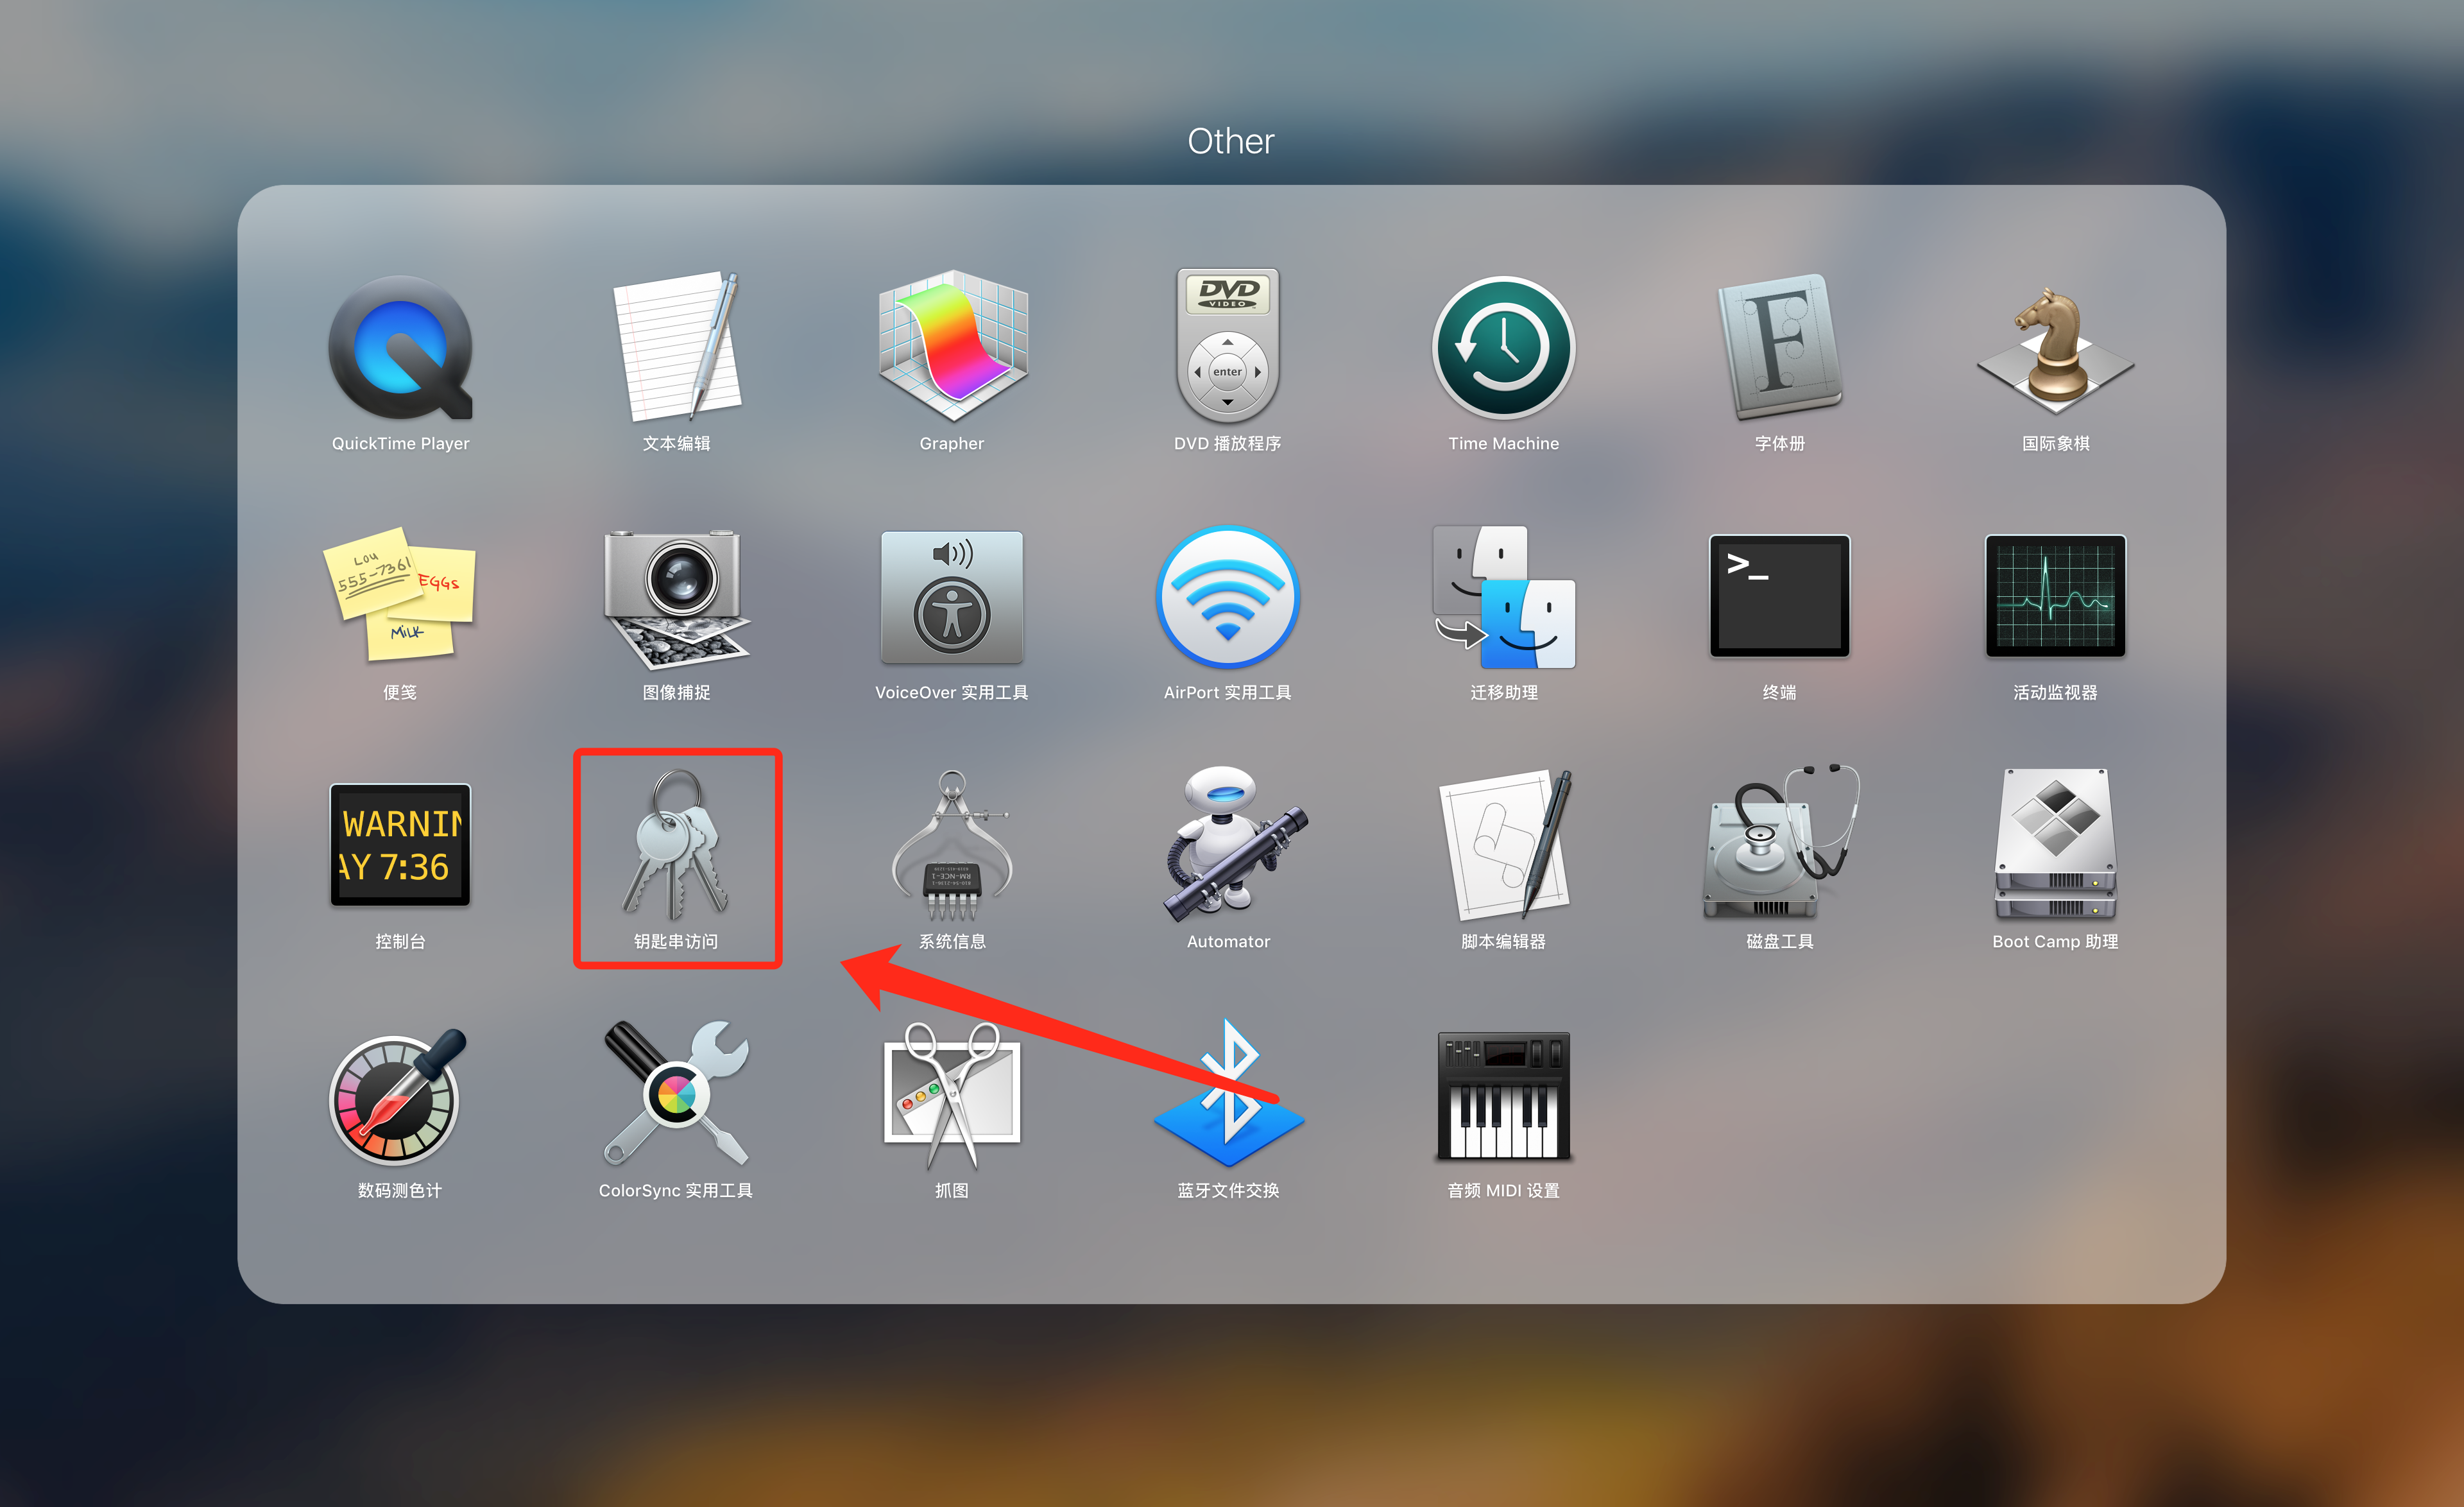 Other
DVD
VIDEO
enter
F
QuickTime Player
文本编辑
Grapher
DVD 播放程序
Time Machine
字体册
国际象棋
LOU
555-7361
EGGS
MILK
>_
便笺
图像捕捉
VoiceOver 实用工具
AirPort 实用工具
迁移助理
终端
活动监视器
WARNIN
AY 7:36
RM-NCE-1
控制台
钥匙串访问
系统信息
Automator
脚本编辑器
磁盘工具
Boot Camp 助理
数码测色计
ColorSync 实用工具
抓图
蓝牙文件交换
音频 MIDI 设置